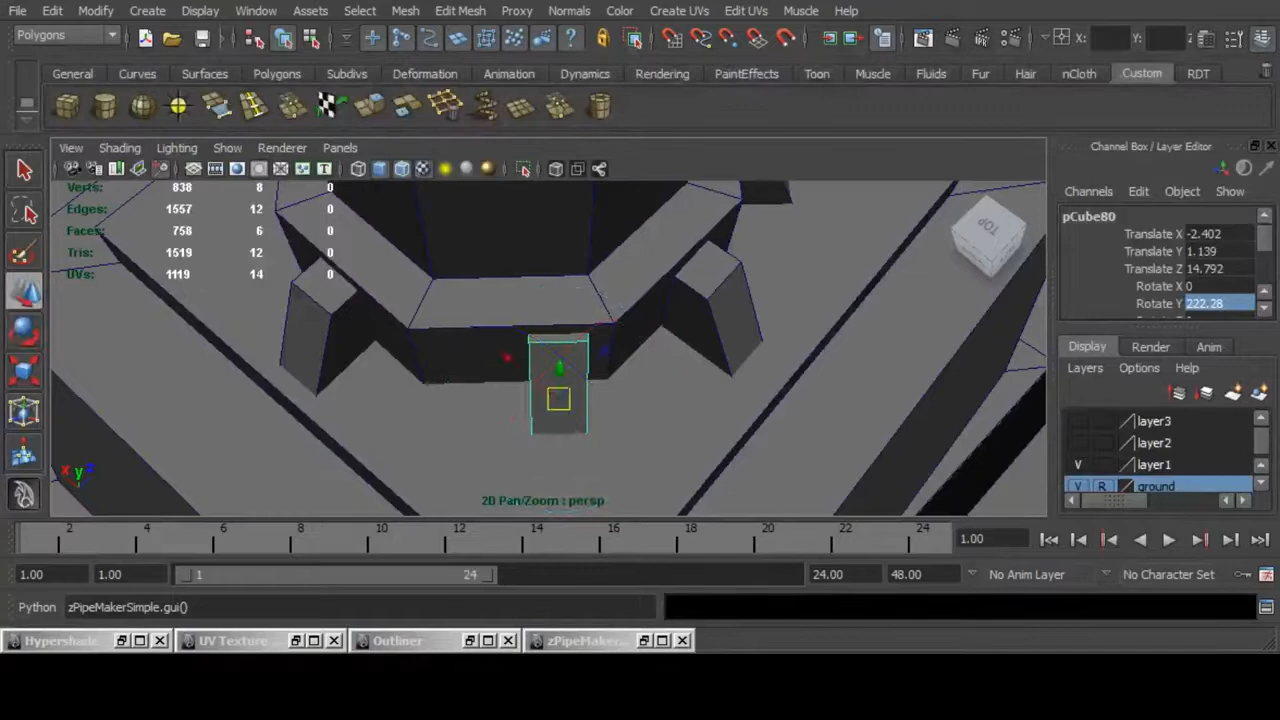 File Edit Modify Create Display Window Assets Select Mesh Edit Mesh Proxy Normals Color Create UVs Edit UVs Muscle Help
Polygons X: Y: Z
General Curves Surfaces Polygons Subdivs Deformation Animation Dynamics Rendering PaintEffects Toon Muscle Fluids Fur Hair nCloth Custom RDT
View Shading Lighting Show Renderer Panels
Channel Box / Layer Editor
Channels Edit Object Show
Verts: 838 8 0
Edges: 1557 12 0
Faces: 758 6 0
Tris: 1519 12 0
UVs: 1119 14 0
TOP
pCube80
Translate X -2.402
Translate Y 1.139
Translate Z 14.792
Rotate X 0
Rotate Y 222.28
Display Render Anim
Layers Options Help
layer3
layer2
V layer1
V R ground
x y z
2D Pan/Zoom : persp
2 4 6 8 10 12 14 16 18 20 22 24 1.00
1.00 1.00 1 24 24.00 48.00 No Anim Layer No Character Set
Python zPipeMakerSimple.gui()
Hypershade UV Texture Outliner zPipeMaker...